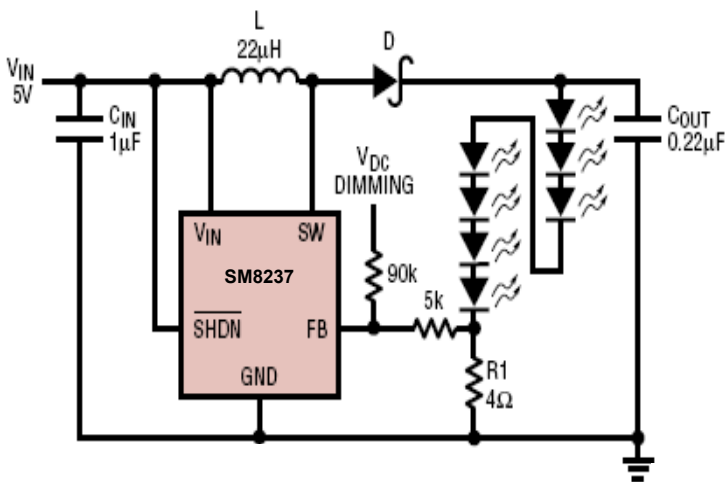 L
22μH
D
VIN
5V
CIN
1μF
COUT
0.22μF
VDC
DIMMING
VIN
SW
SM8237
90k
5k
SHDN
FB
GND
R1
4Ω